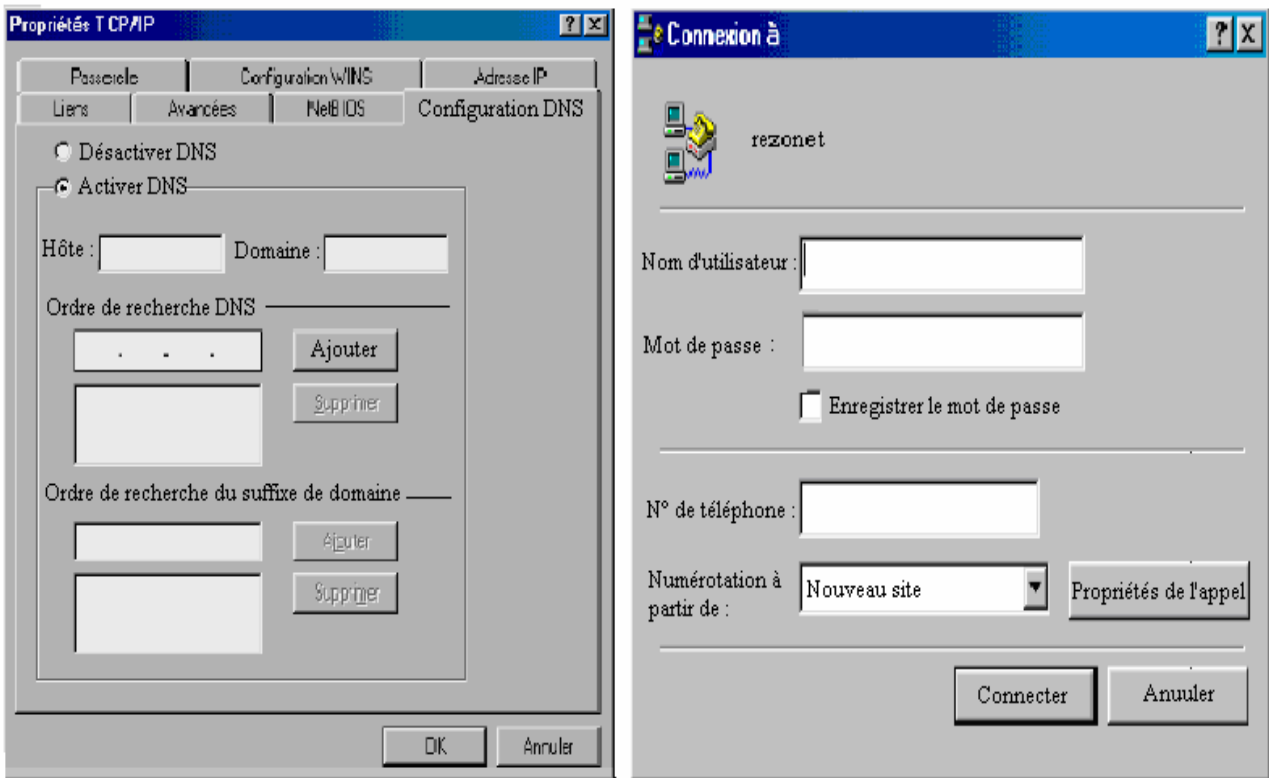 Propriétés TCP/IP
Passerelle Configuration WINS Adresse IP
Liens Avancées NetBIOS Configuration DNS
Désactiver DNS
Activer DNS
Hôte : Domaine :
Ordre de recherche DNS
. . . Ajouter
Supprimer
Ordre de recherche du suffixe de domaine
Ajouter
Supprimer
OK Annuler
Connexion à
rezonet
Nom d'utilisateur :
Mot de passe :
Enregistrer le mot de passe
N° de téléphone :
Numérotation à
partir de :
Nouveau site Propriétés de l'appel
Connecter Anuuler